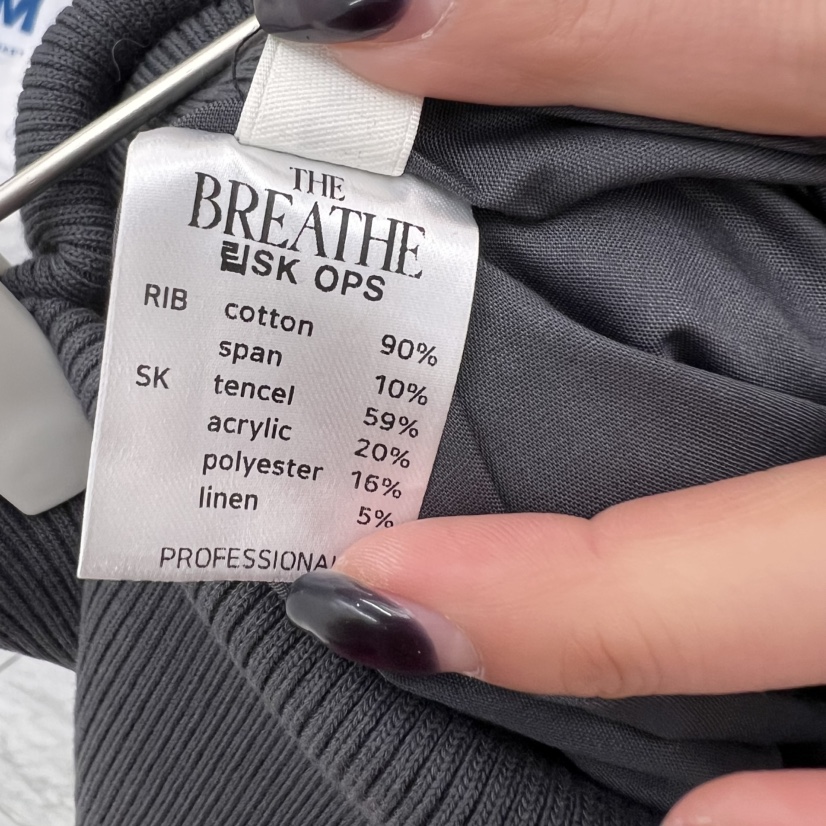 THE
BREATHE
SK OPS
RIB cotton 90%
span 10%
SK tencel 59%
acrylic 20%
polyester 16%
linen 5%
PROFESSIONAL
M